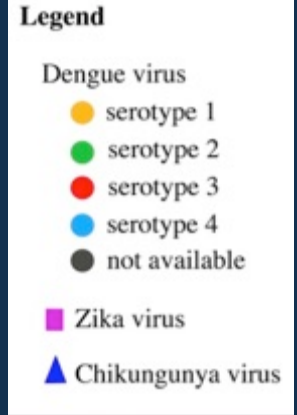 Legend
Dengue virus
serotype 1
serotype 2
serotype 3
serotype 4
not available
Zika virus
Chikungunya virus